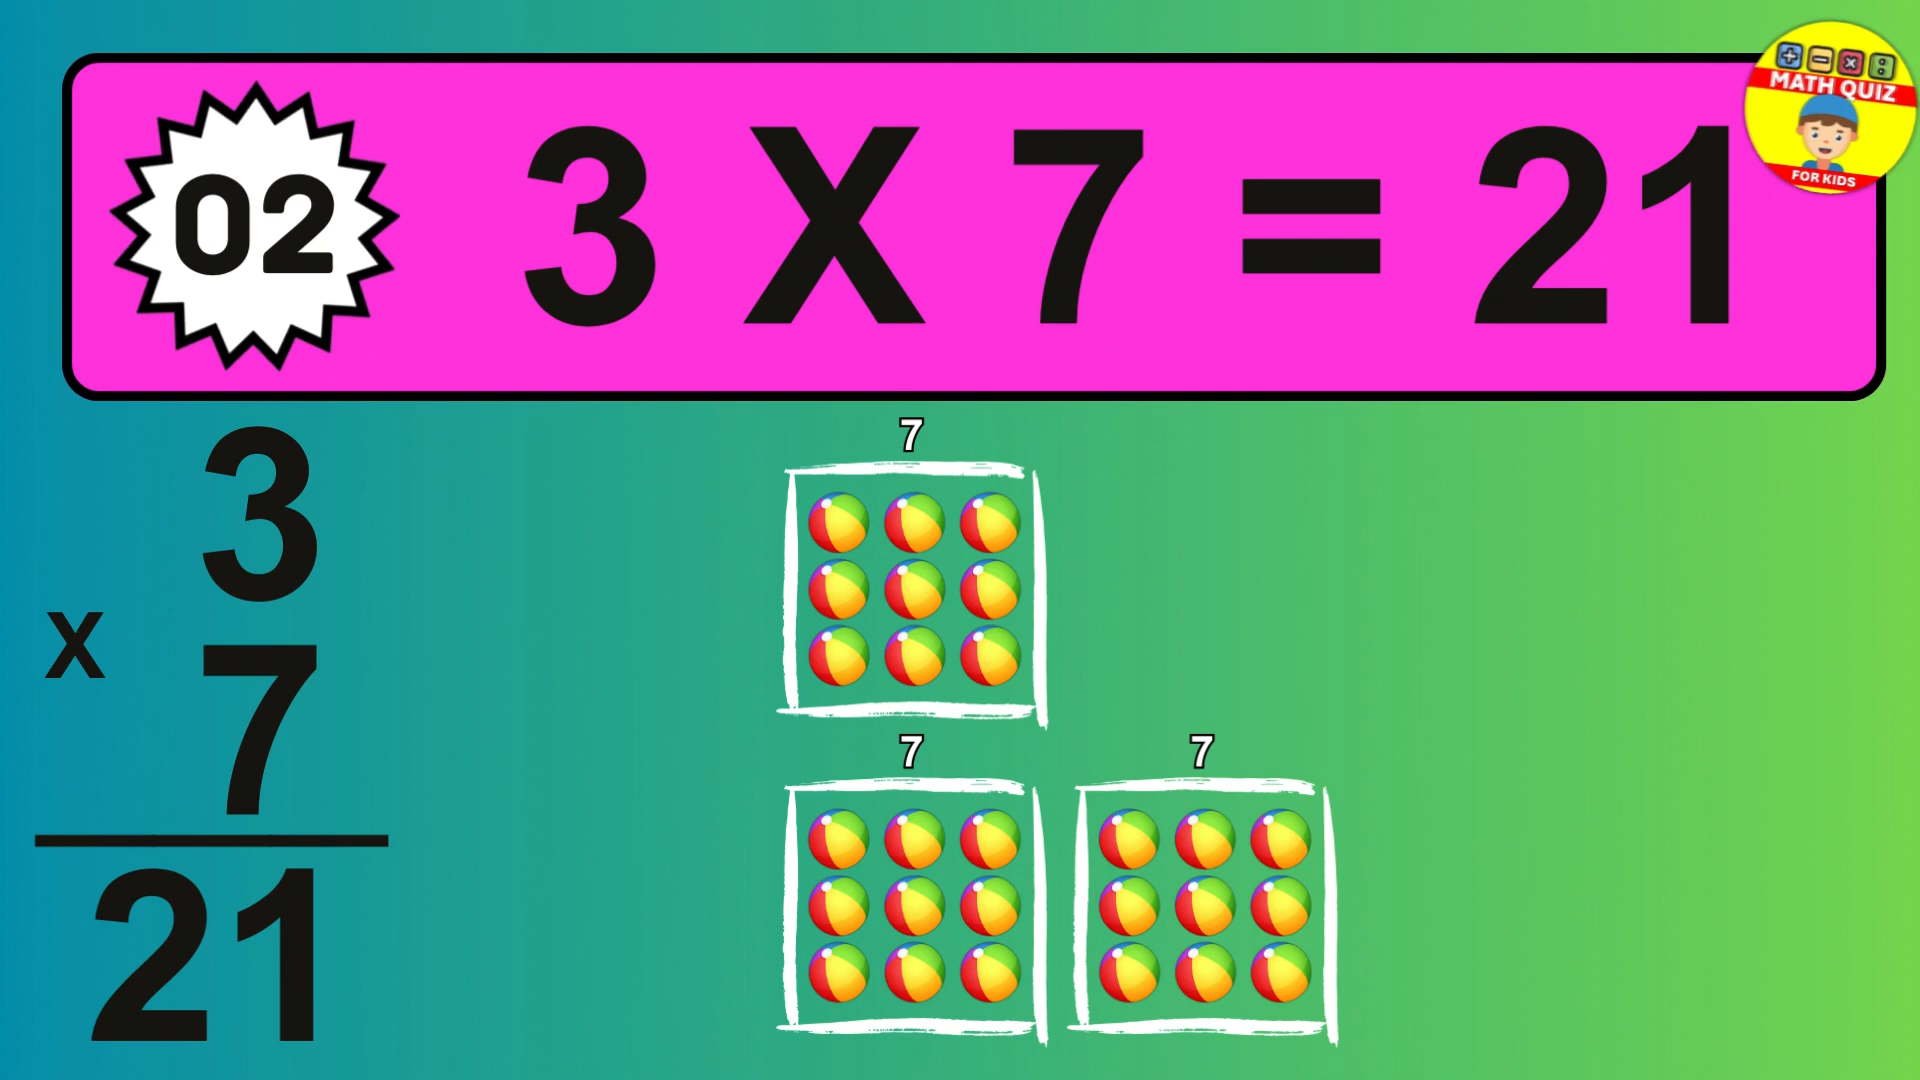 02 3 X 7 = 21
+ - x :
MATH QUIZ
FOR KIDS
3
x
7
21
7
7 7